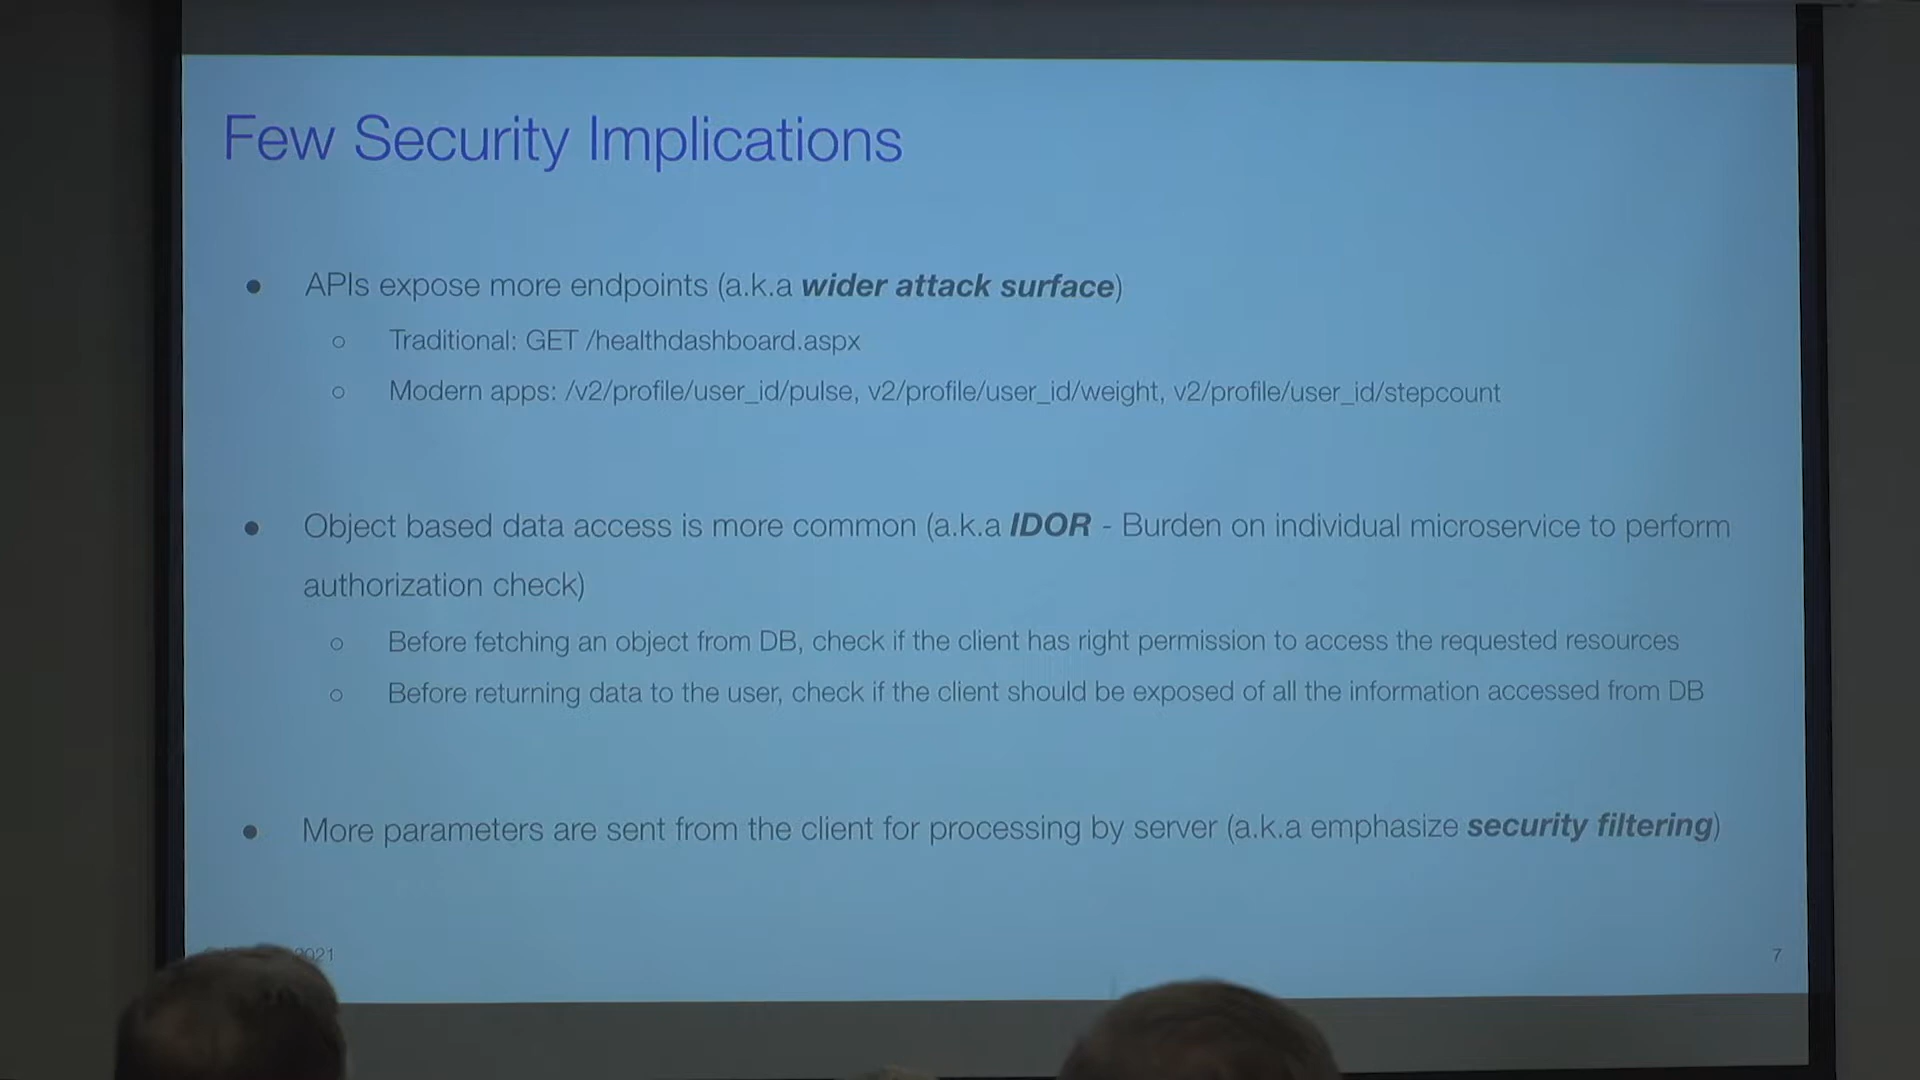 Few Security Implications
● APIs expose more endpoints (a.k.a wider attack surface)
○ Traditional: GET /healthdashboard.aspx
○ Modern apps: /v2/profile/user_id/pulse, v2/profile/user_id/weight, v2/profile/user_id/stepcount
● Object based data access is more common (a.k.a IDOR - Burden on individual microservice to perform
authorization check)
○ Before fetching an object from DB, check if the client has right permission to access the requested resources
○ Before returning data to the user, check if the client should be exposed of all the information accessed from DB
● More parameters are sent from the client for processing by server (a.k.a emphasize security filtering)
2021
7